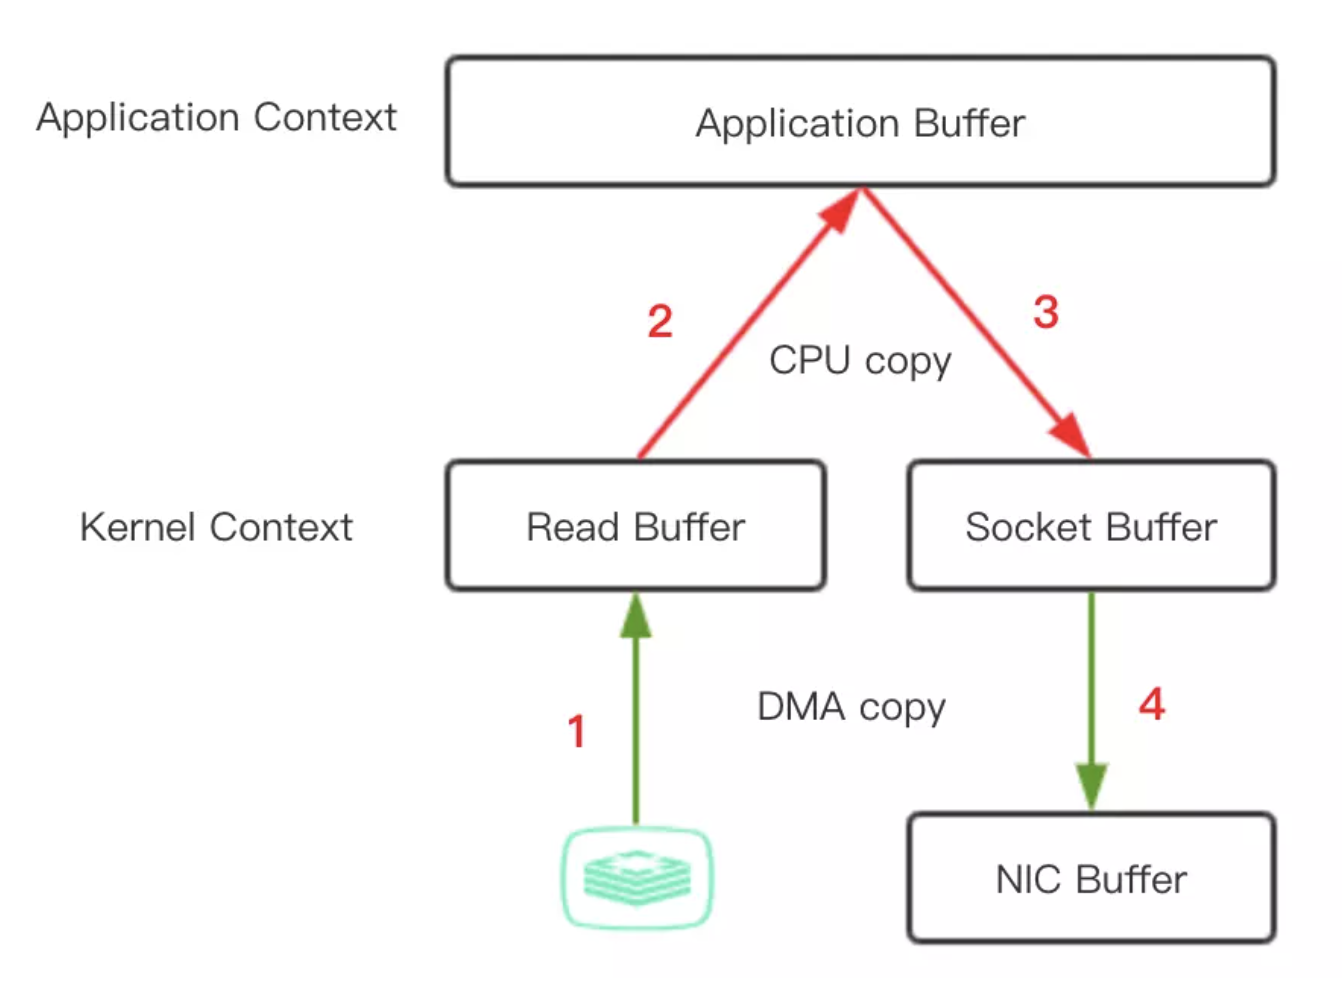 Application Context
Application Buffer
2
3
CPU copy
Kernel Context
Read Buffer
Socket Buffer
1
DMA copy
4
NIC Buffer